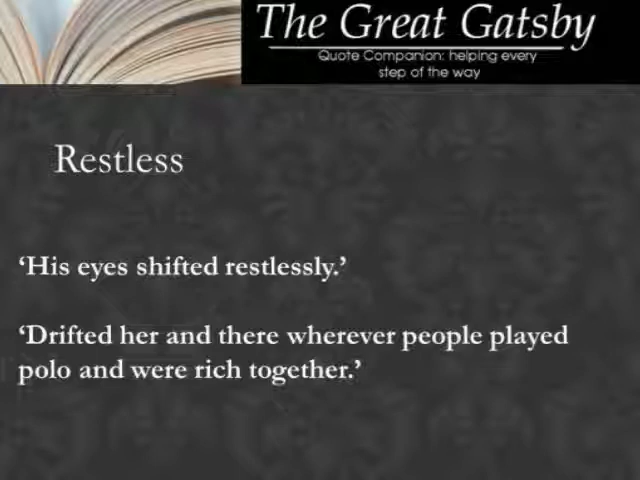 The Great Gatsby
Quote Companion: helping every
step of the way
Restless
‘His eyes shifted restlessly.’
‘Drifted her and there wherever people played
polo and were rich together.’